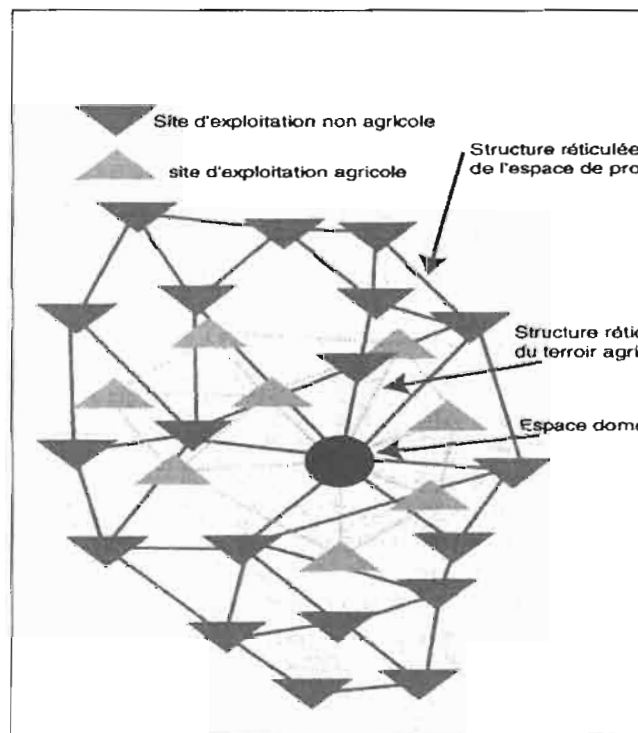 Site d'exploitation non agricole
site d'exploitation agricole
Structure réticulée
de l'espace de pro
Structure rétic
du terroir agri
Espace dome